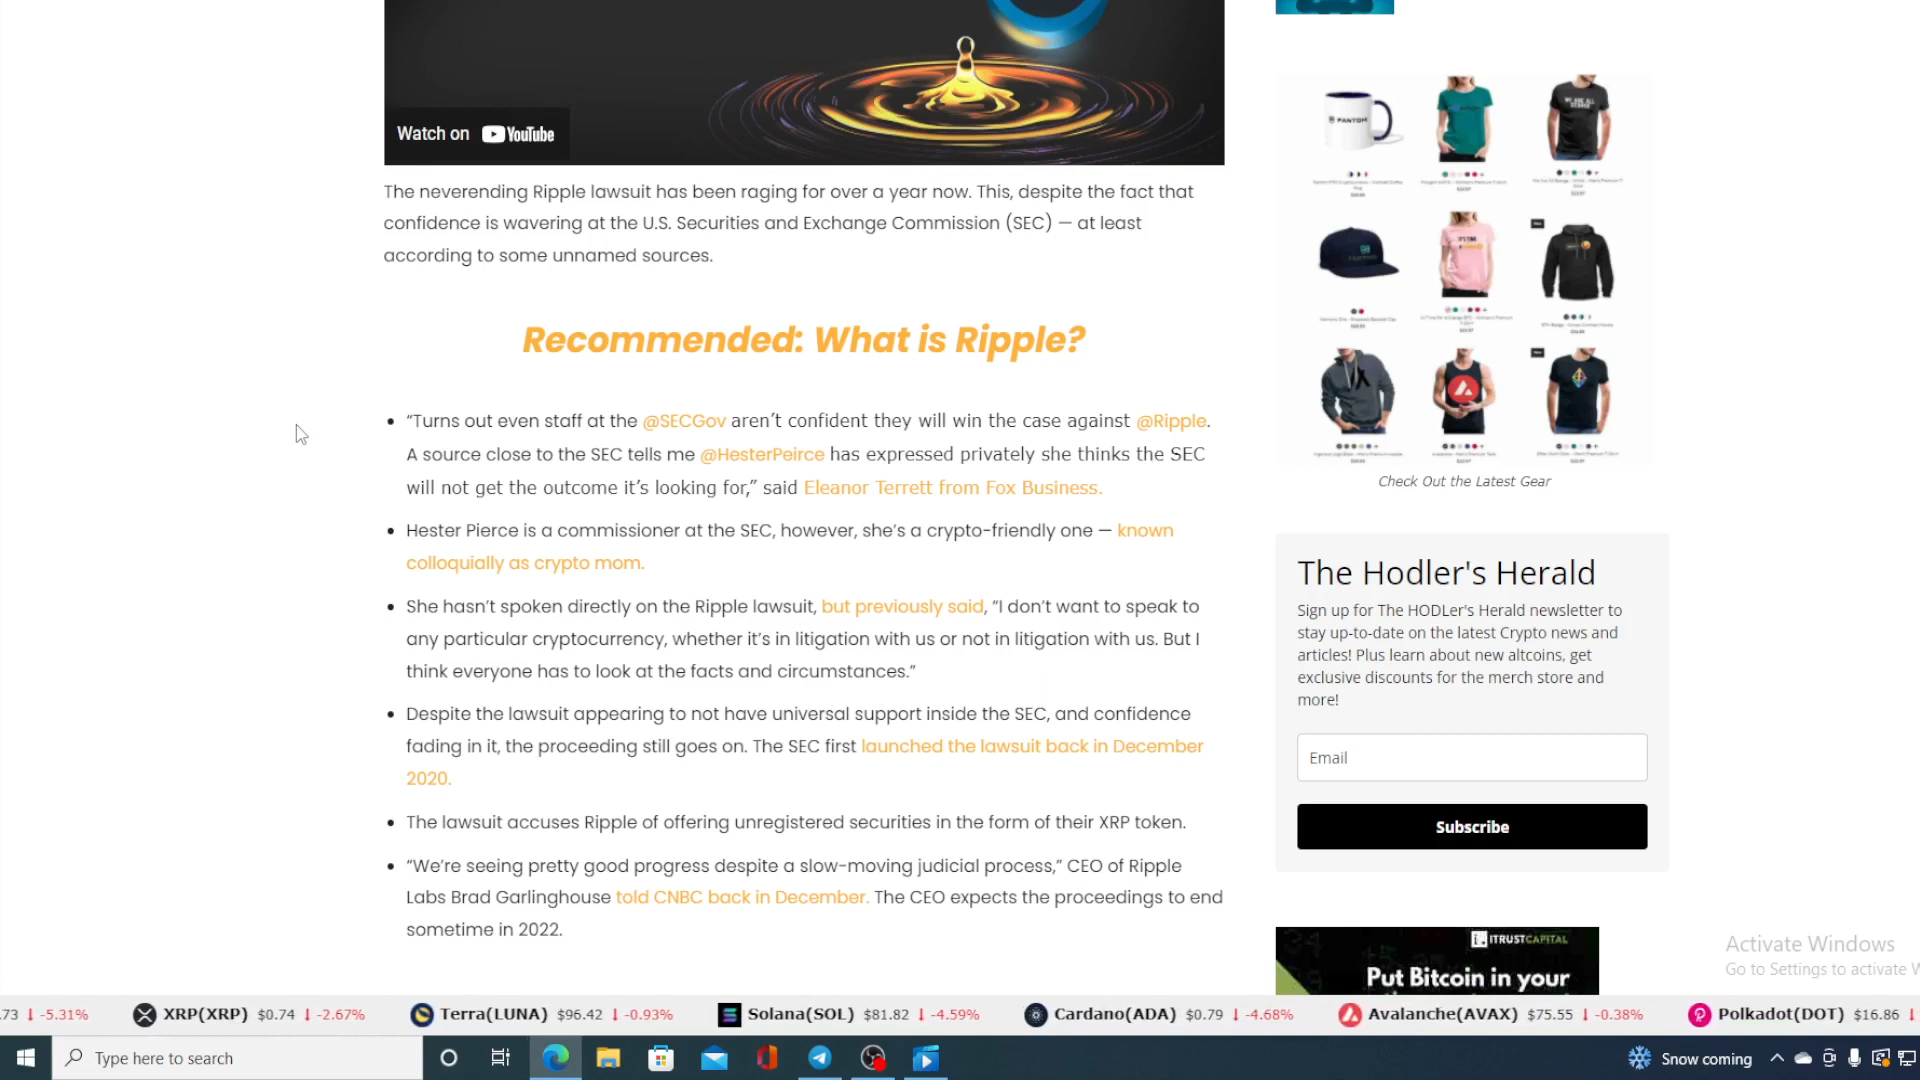 Watch on YouTube
The neverending Ripple lawsuit has been raging for over a year now. This, despite the fact that
confidence is wavering at the U.S. Securities and Exchange Commission (SEC) — at least
according to some unnamed sources.
Recommended: What is Ripple?
• “Turns out even staff at the @SECGov aren’t confident they will win the case against @Ripple.
A source close to the SEC tells me @HesterPeirce has expressed privately she thinks the SEC
will not get the outcome it’s looking for,” said Eleanor Terrett from Fox Business.
• Hester Pierce is a commissioner at the SEC, however, she’s a crypto-friendly one — known
colloquially as crypto mom.
• She hasn’t spoken directly on the Ripple lawsuit, but previously said, “I don’t want to speak to
any particular cryptocurrency, whether it’s in litigation with us or not in litigation with us. But I
think everyone has to look at the facts and circumstances.”
• Despite the lawsuit appearing to not have universal support inside the SEC, and confidence
fading in it, the proceeding still goes on. The SEC first launched the lawsuit back in December
2020.
• The lawsuit accuses Ripple of offering unregistered securities in the form of their XRP token.
• “We’re seeing pretty good progress despite a slow-moving judicial process,” CEO of Ripple
Labs Brad Garlinghouse told CNBC back in December. The CEO expects the proceedings to end
sometime in 2022.
FANTOM
Check Out the Latest Gear
The Hodler's Herald
Sign up for The HODLer's Herald newsletter to
stay up-to-date on the latest Crypto news and
articles! Plus learn about new altcoins, get
exclusive discounts for the merch store and
more!
Email
Subscribe
ITRUSTCAPITAL
Put Bitcoin in your
Activate Windows
Go to Settings to activate W
.73 ↓ -5.31% XRP(XRP) $0.74 ↓ -2.67% Terra(LUNA) $96.42 ↓ -0.93% Solana(SOL) $81.82 ↓ -4.59% Cardano(ADA) $0.79 ↓ -4.68% Avalanche(AVAX) $75.55 ↓ -0.38% Polkadot(DOT) $16.86 ↓
Type here to search
Snow coming